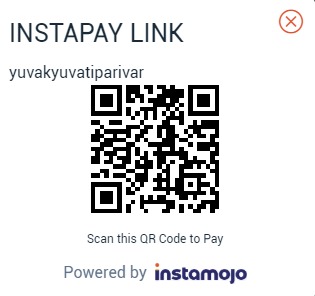 INSTAPAY LINK
yuvakyuvatiparivar
Scan this QR Code to Pay
Powered by instamojo